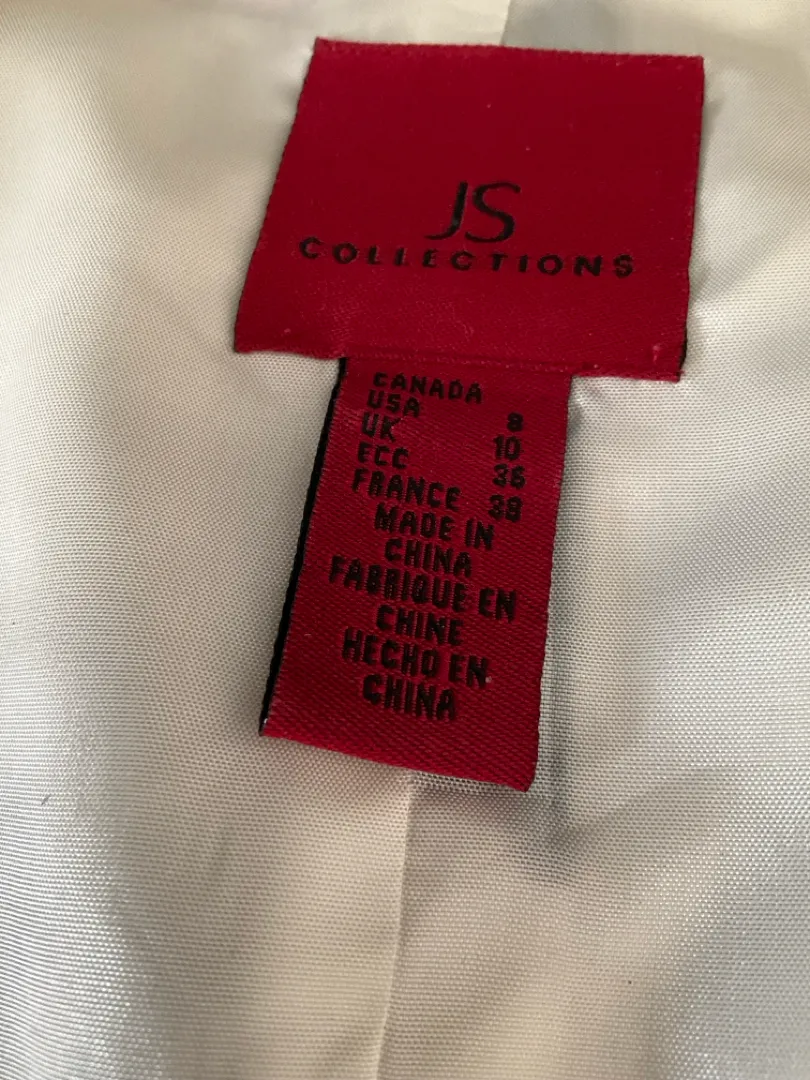 JS
COLLECTIONS
CANADA
USA 8
UK 10
ECC 36
FRANCE 38
MADE IN
CHINA
FABRIQUE EN
CHINE
HECHO EN
CHINA